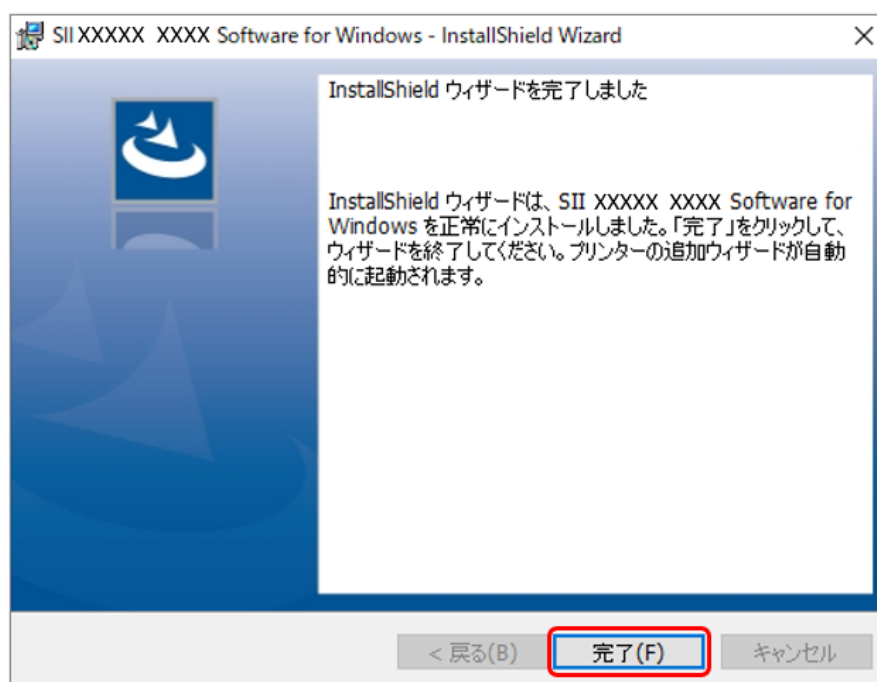 SII XXXXX XXXX Software for Windows - InstallShield Wizard
InstallShield ウィザードを完了しました
InstallShield ウィザードは、SII XXXXX XXXX Software for
Windows を正常にインストールしました。「完了」をクリックして、
ウィザードを終了してください。プリンターの追加ウィザードが自動
的に起動されます。
< 戻る(B)
完了(F)
キャンセル